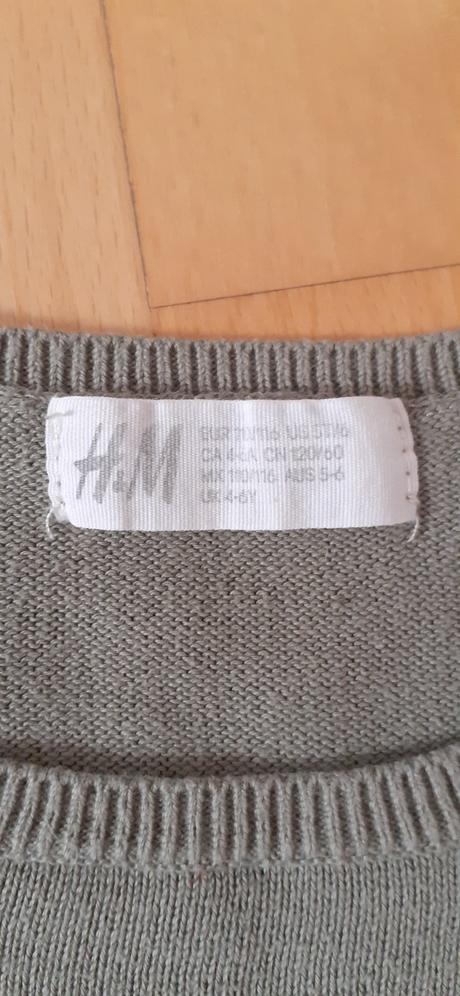 H&M
EUR 110/116 US 5T/6
CA 4-6A CN 120/60
MX 110/116 AUS 5-6
UK 4-6Y